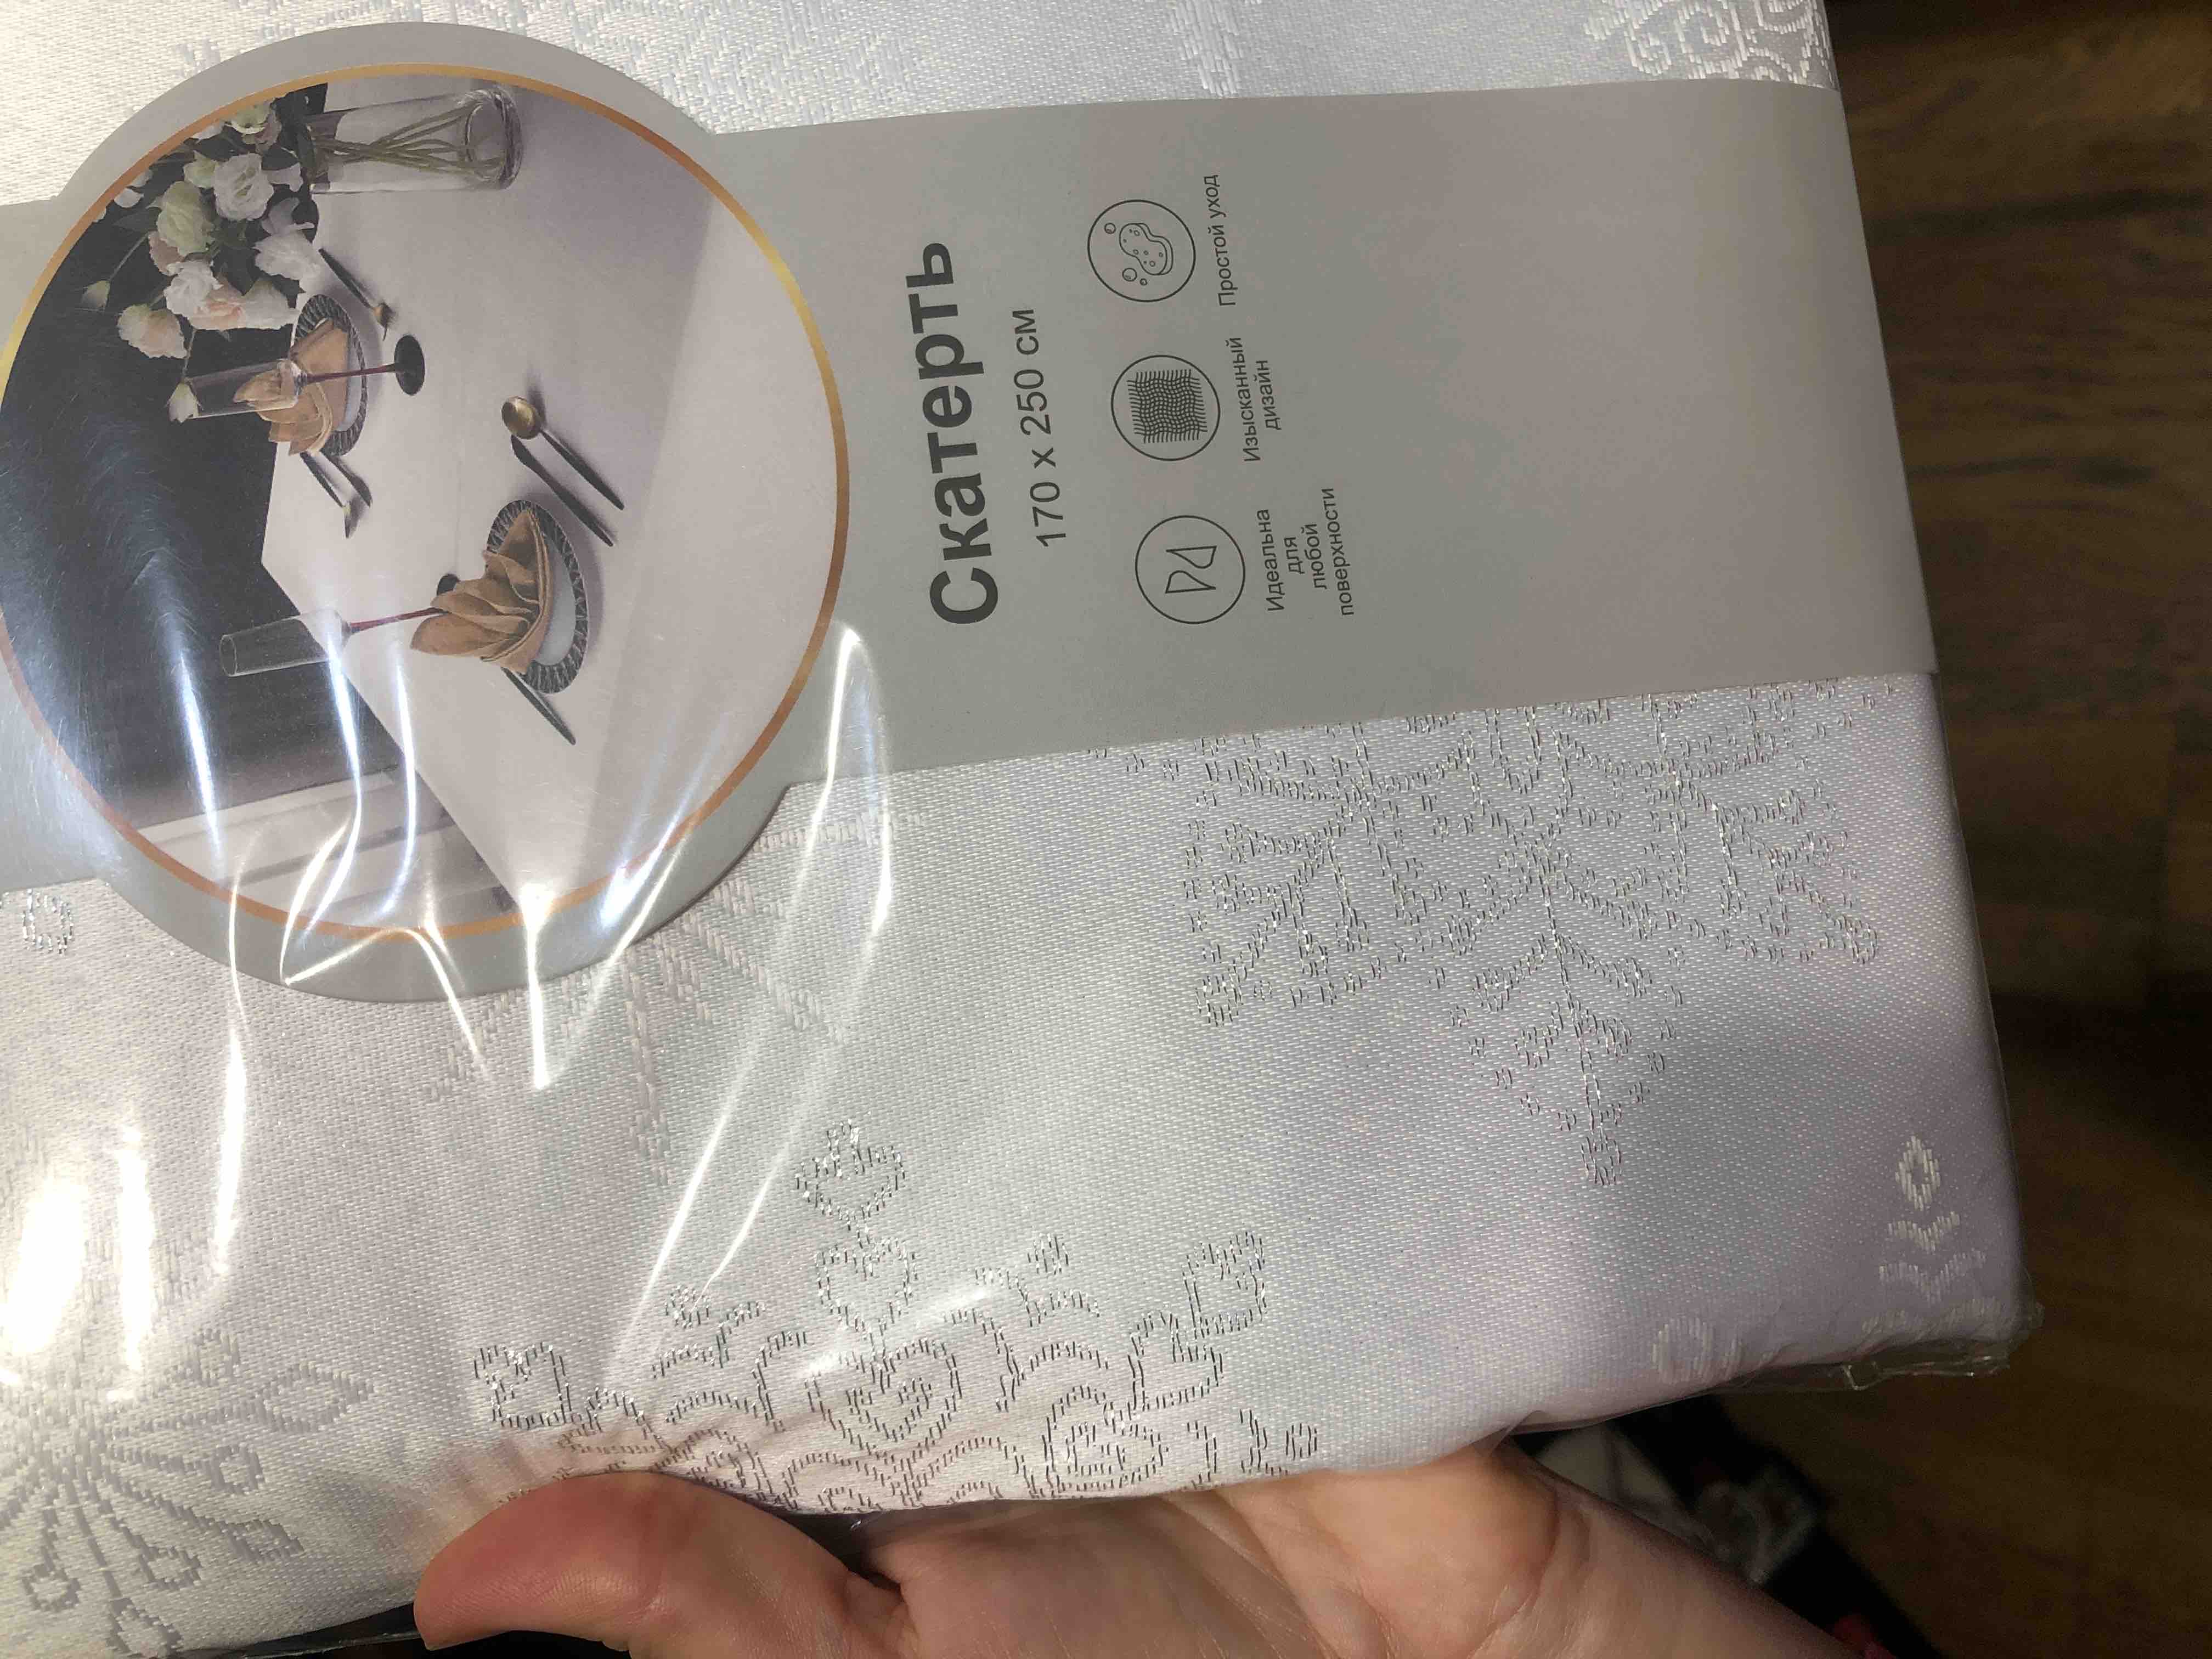 Скатерть
170 x 250 см
Идеальна
для
любой
поверхности
Изысканный
дизайн
Простой уход